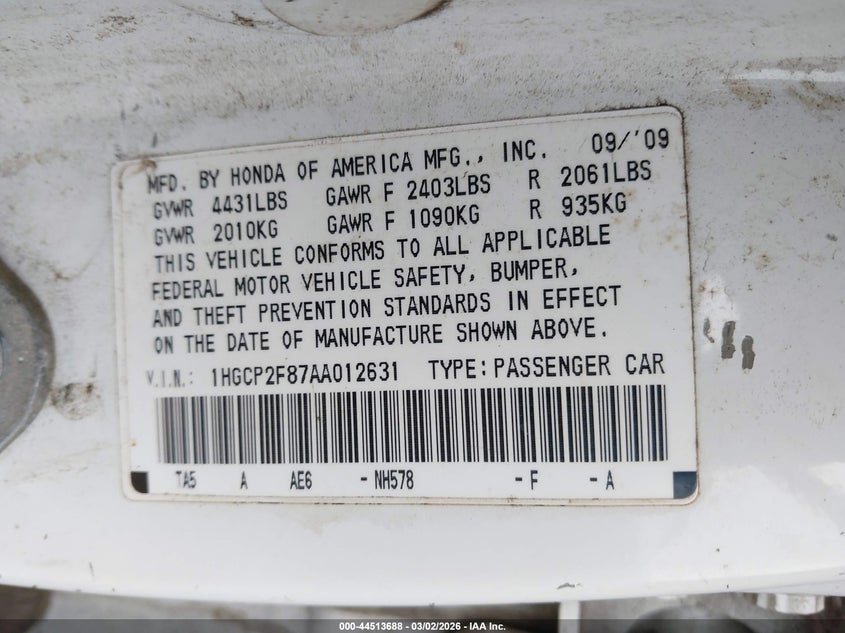 MFD. BY HONDA OF AMERICA MFG., INC. 09/'09
GVWR 4431LBS GAWR F 2403LBS R 2061LBS
GVWR 2010KG GAWR F 1090KG R 935KG
THIS VEHICLE CONFORMS TO ALL APPLICABLE
FEDERAL MOTOR VEHICLE SAFETY, BUMPER,
AND THEFT PREVENTION STANDARDS IN EFFECT
ON THE DATE OF MANUFACTURE SHOWN ABOVE.
V.I.N.: 1HGCP2F87AA012631 TYPE:PASSENGER CAR
TA5 A AE6 -NH578 -F -A
000-44513688 - 03/02/2026 - IAA Inc.